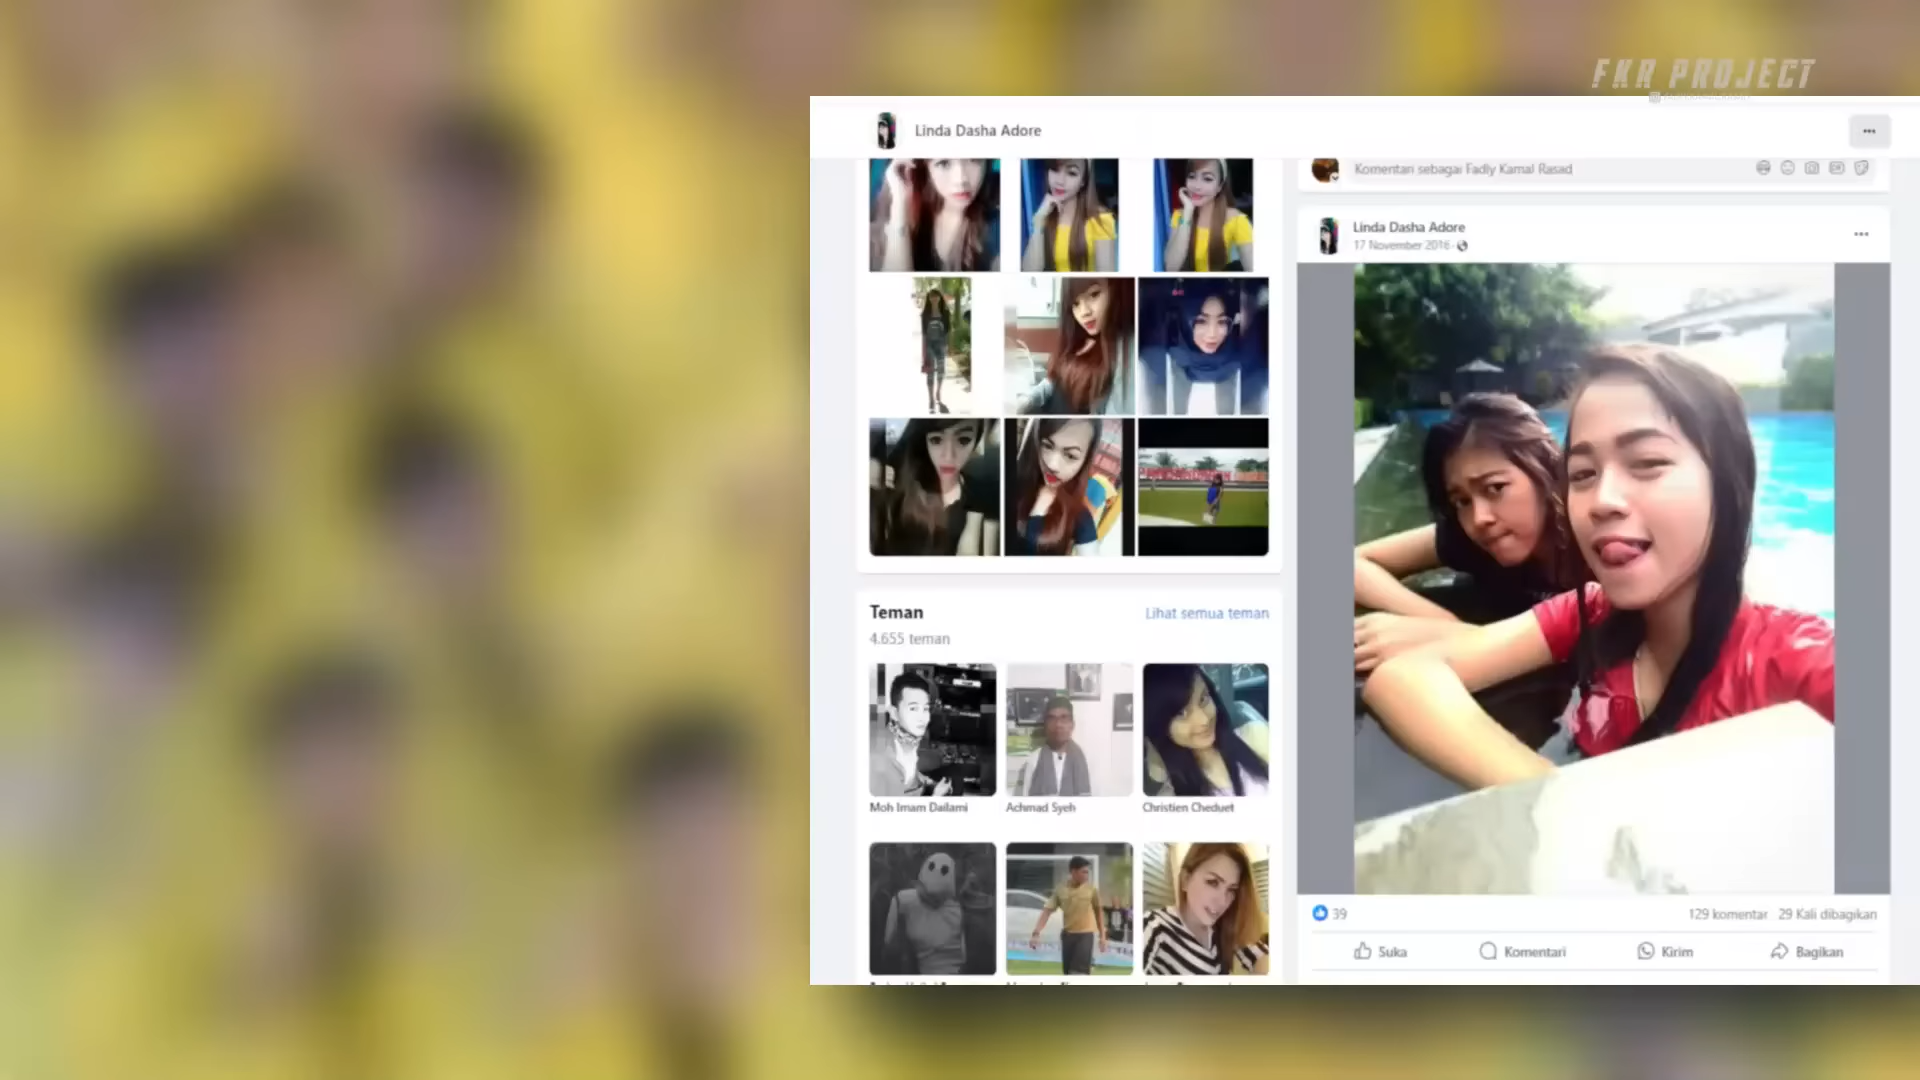 FKR PROJECT
Linda Dasha Adore
Komentari sebagai Fadly Kamal Rasad
Linda Dasha Adore
17 November 2016
Teman
Lihat semua teman
4.655 teman
Moh Imam Dailami
Achmad Syeh
Christien Cheduet
39
129 komentar
29 Kali dibagikan
Suka
Komentari
Kirim
Bagikan